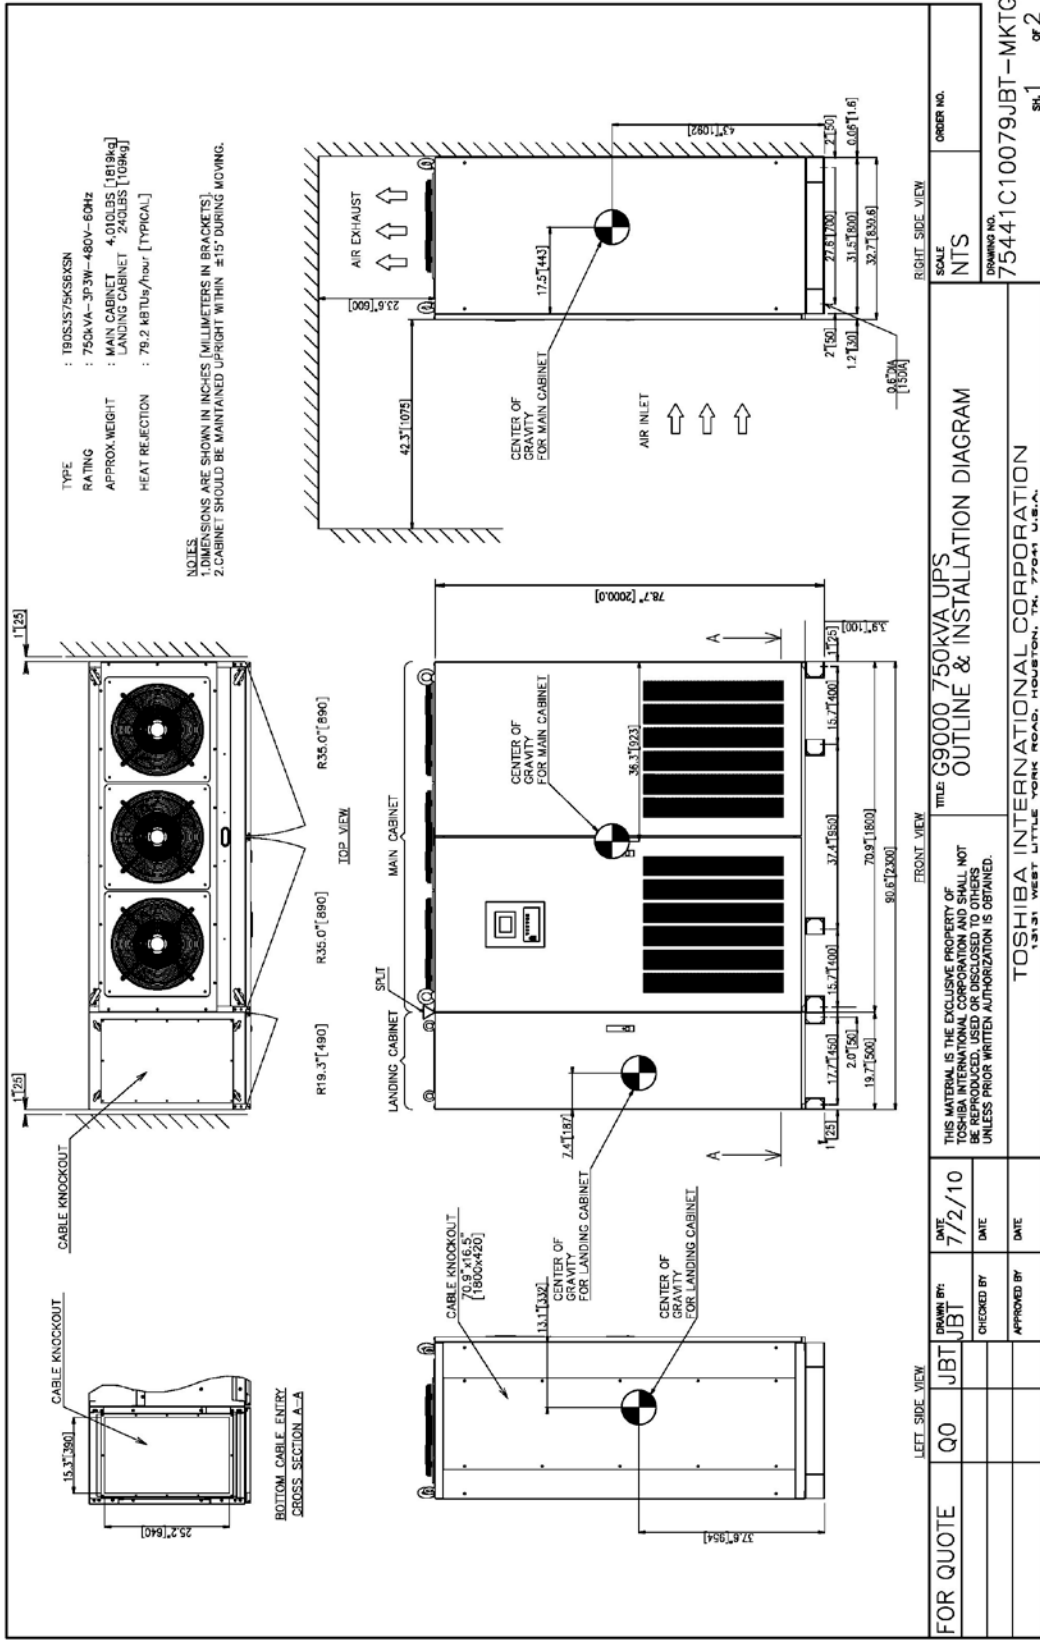 TYPE : T90S3S75KS6XSN
RATING : 750kVA-3P3W-480V-60Hz
APPROX.WEIGHT : MAIN CABINET 4,010LBS [1819kg]
LANDING CABINET 240LBS [109kg]
HEAT REJECTION : 79.2 kBTUs/hour [TYPICAL]
NOTES
1.DIMENSIONS ARE SHOWN IN INCHES [MILLIMETERS IN BRACKETS].
2.CABINET SHOULD BE MAINTAINED UPRIGHT WITHIN ±15° DURING MOVING.
CABLE KNOCKOUT
15.3"[390]
25.2"[640]
BOTTOM CABLE ENTRY
CROSS SECTION A-A
CABLE KNOCKOUT
1"[25]
1"[25]
R19.3"[490]
R35.0"[890]
R35.0"[890]
TOP VIEW
CABLE KNOCKOUT
70.9"x16.5"
[1800x420]
13.1"[332]
CENTER OF
GRAVITY
FOR LANDING CABINET
37.6"[954]
LEFT SIDE VIEW
LANDING CABINET
SPLIT
MAIN CABINET
7.4"[187]
CENTER OF
GRAVITY
FOR LANDING CABINET
CENTER OF
GRAVITY
FOR MAIN CABINET
36.3"[923]
78.7" [2000.0]
3.9"[100]
A
A
1"[25]
17.7"[450]
2.0"[50]
15.7"[400]
37.4"[950]
15.7"[400]
1"[25]
19.7"[500]
70.9"[1800]
90.6"[2300]
FRONT VIEW
AIR EXHAUST
23.6"[600]
42.3"[1075]
17.5"[443]
43"[1092]
CENTER OF
GRAVITY
FOR MAIN CABINET
AIR INLET
2"[50]
27.6"[700]
2"[50]
1.2"[30]
31.5"[800]
0.06"[1.6]
32.7"[830.6]
0.6"DIA
[15DIA]
RIGHT SIDE VIEW
FOR QUOTE
Q0
JBT
DRAWN BY:
JBT
DATE
7/2/10
CHECKED BY
DATE
APPROVED BY
DATE
THIS MATERIAL IS THE EXCLUSIVE PROPERTY OF
TOSHIBA INTERNATIONAL CORPORATION AND SHALL NOT
BE REPRODUCED, USED OR DISCLOSED TO OTHERS
UNLESS PRIOR WRITTEN AUTHORIZATION IS OBTAINED.
TITLE: G9000 750kVA UPS
OUTLINE & INSTALLATION DIAGRAM
SCALE
NTS
ORDER NO.
TOSHIBA INTERNATIONAL CORPORATION
13131 WEST LITTLE YORK ROAD, HOUSTON, TX, 77041 U.S.A.
DRAWING NO.
75441C10079JBT-MKTG
SH. 1 OF 2